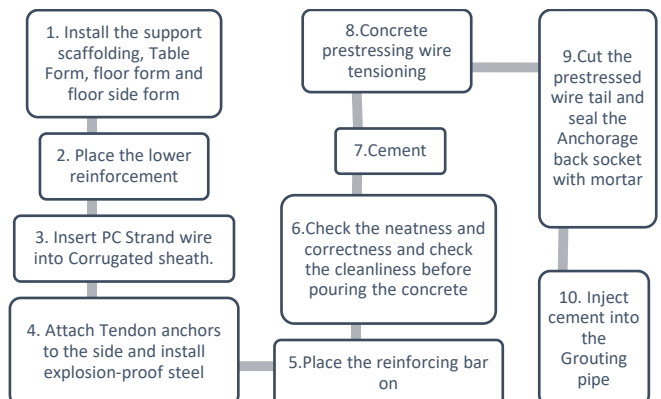 1. Install the support
scaffolding, Table
Form, floor form and
floor side form
2. Place the lower
reinforcement
3. Insert PC Strand wire
into Corrugated sheath.
4. Attach Tendon anchors
to the side and install
explosion-proof steel
5.Place the reinforcing bar
on
6.Check the neatness and
correctness and check
the cleanliness before
pouring the concrete
7.Cement
8.Concrete
prestressing wire
tensioning
9.Cut the
prestressed
wire tail and
seal the
Anchorage
back socket
with mortar
10. Inject
cement into
the
Grouting
pipe